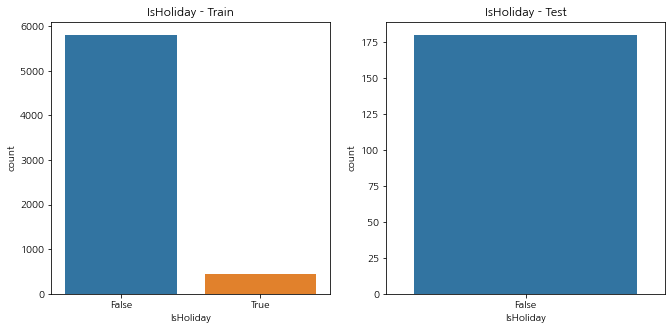 IsHoliday - Train
6000
5000
4000
3000
2000
1000
0
count
False
True
IsHoliday
IsHoliday - Test
175
150
125
100
75
50
25
0
count
False
IsHoliday